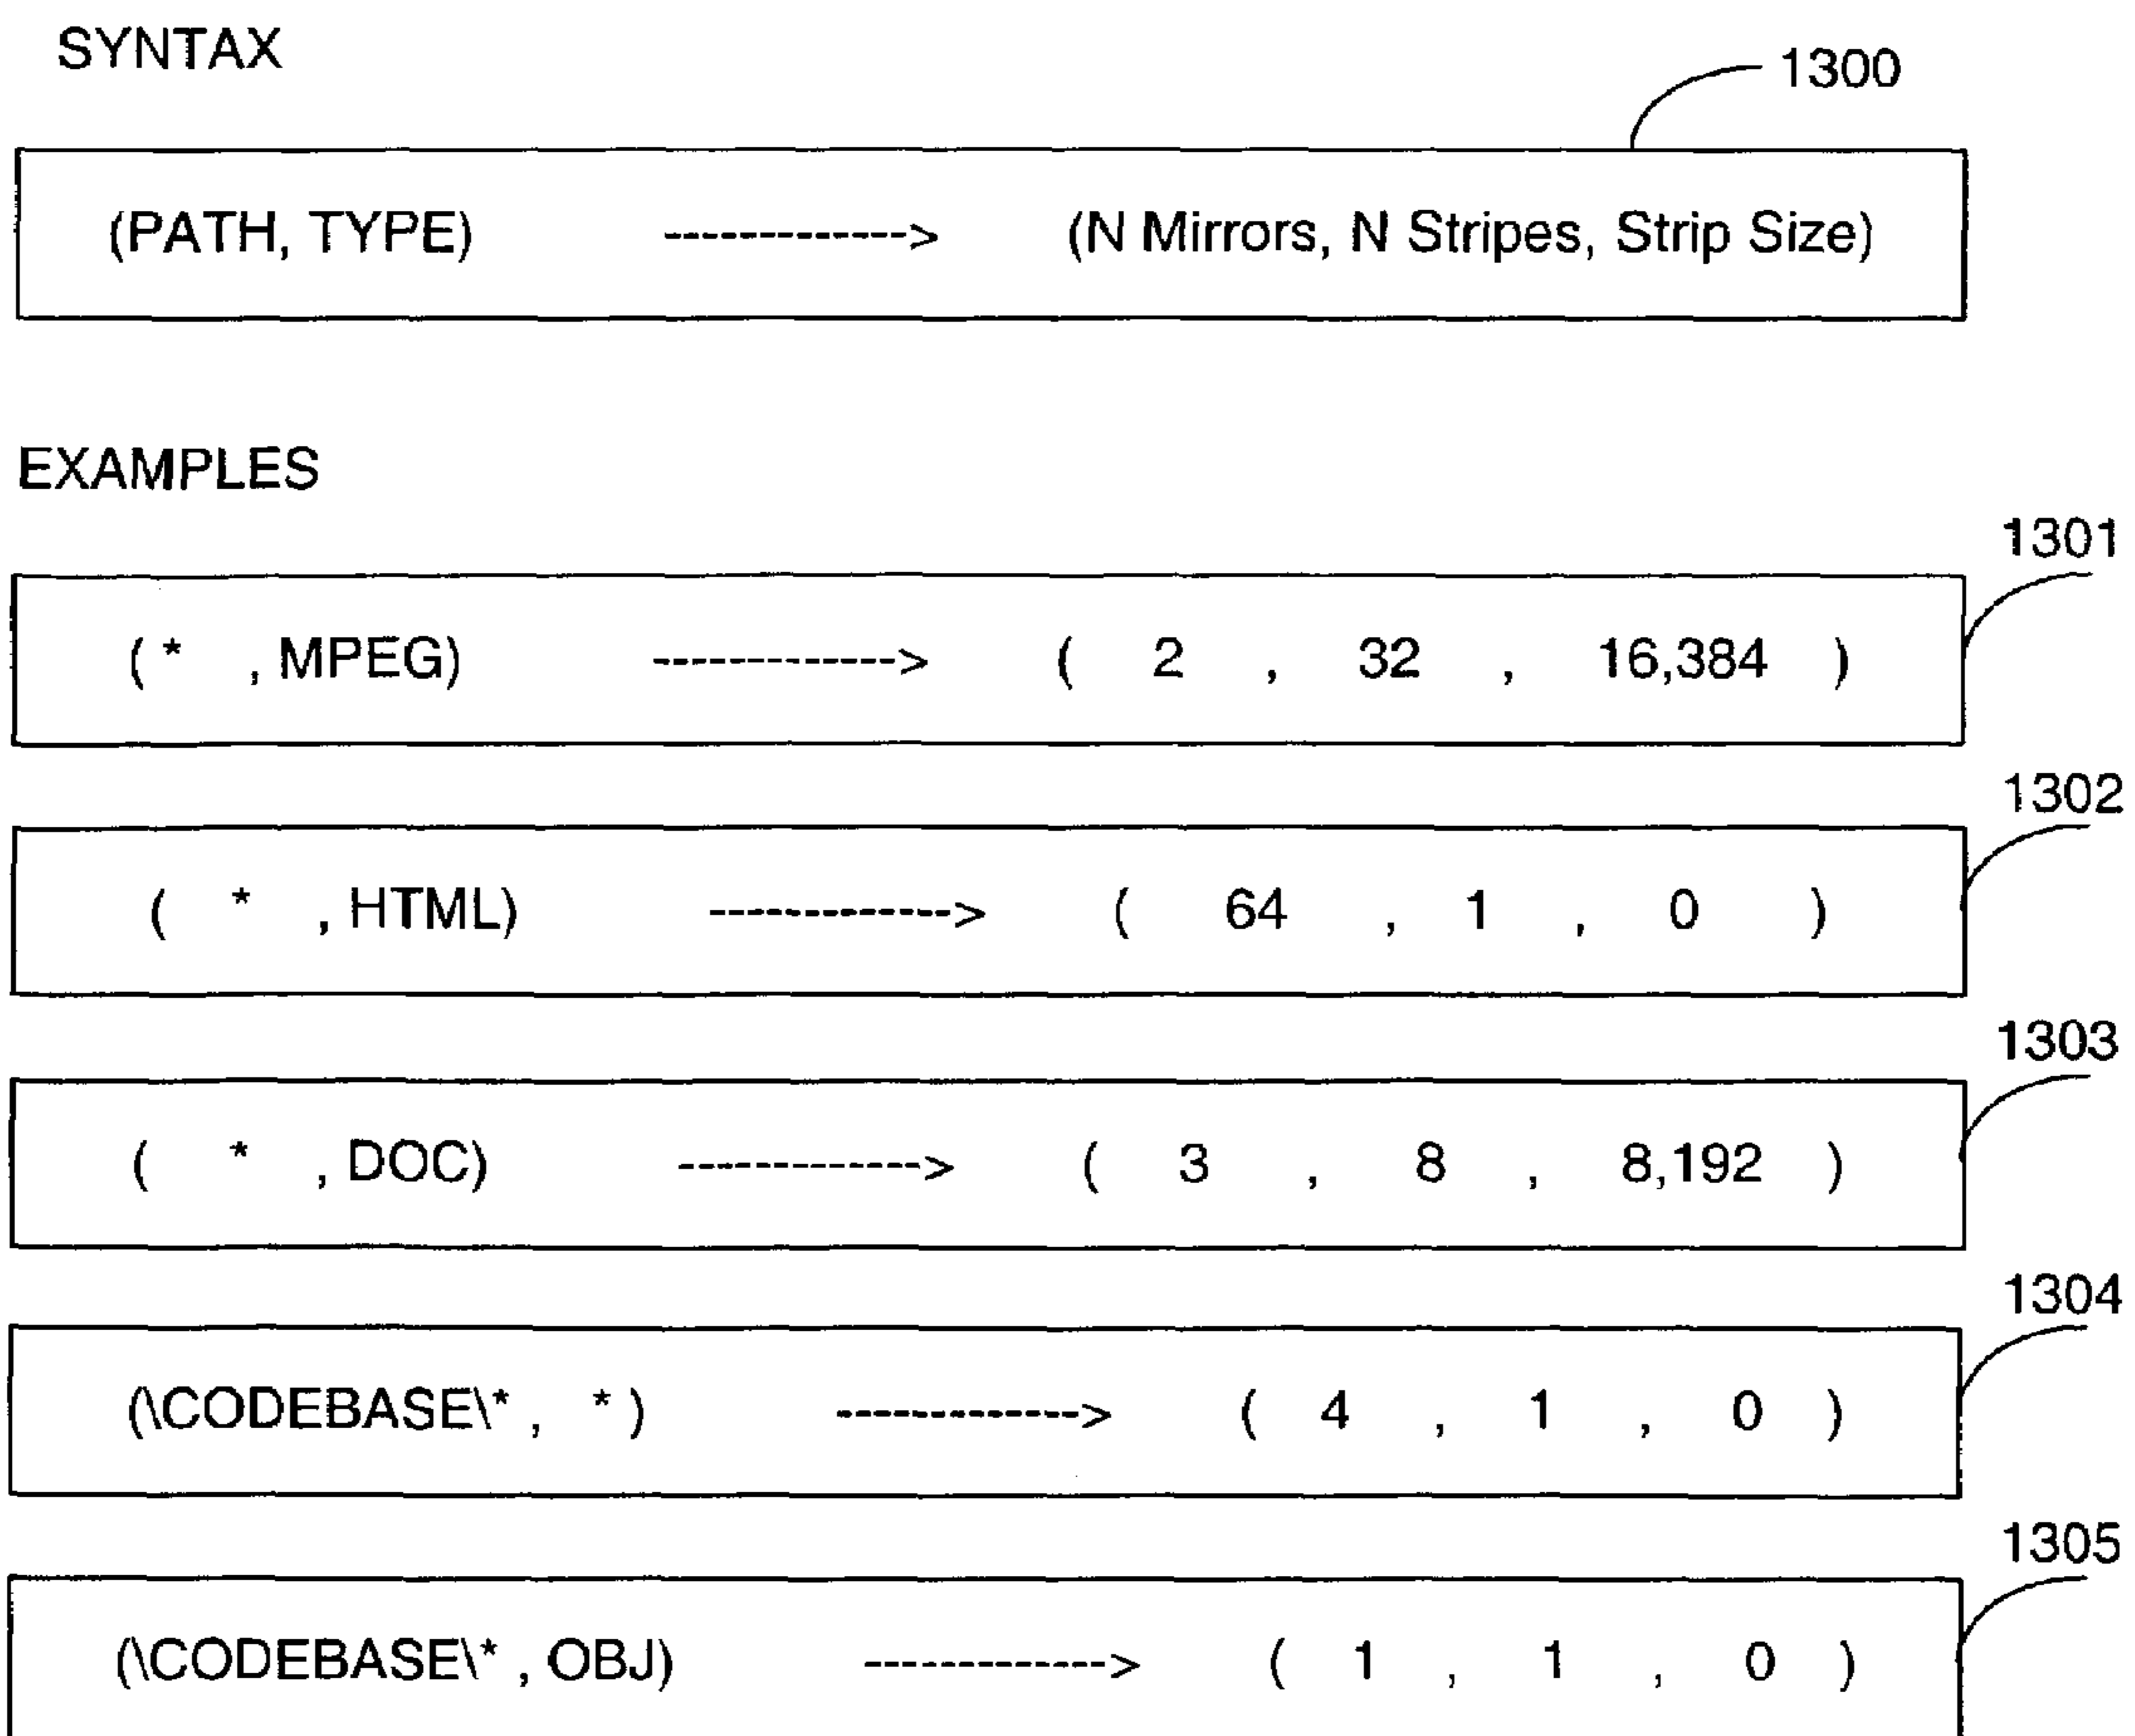 SYNTAX
1300
(PATH, TYPE) -------------> (N Mirrors, N Stripes, Strip Size)
EXAMPLES
1301
( * , MPEG) -------------> ( 2 , 32 , 16,384 )
1302
( * , HTML) -------------> ( 64 , 1 , 0 )
1303
( * , DOC) -------------> ( 3 , 8 , 8,192 )
1304
(\CODEBASE\* , * ) -------------> ( 4 , 1 , 0 )
1305
(\CODEBASE\* , OBJ) -------------> ( 1 , 1 , 0 )